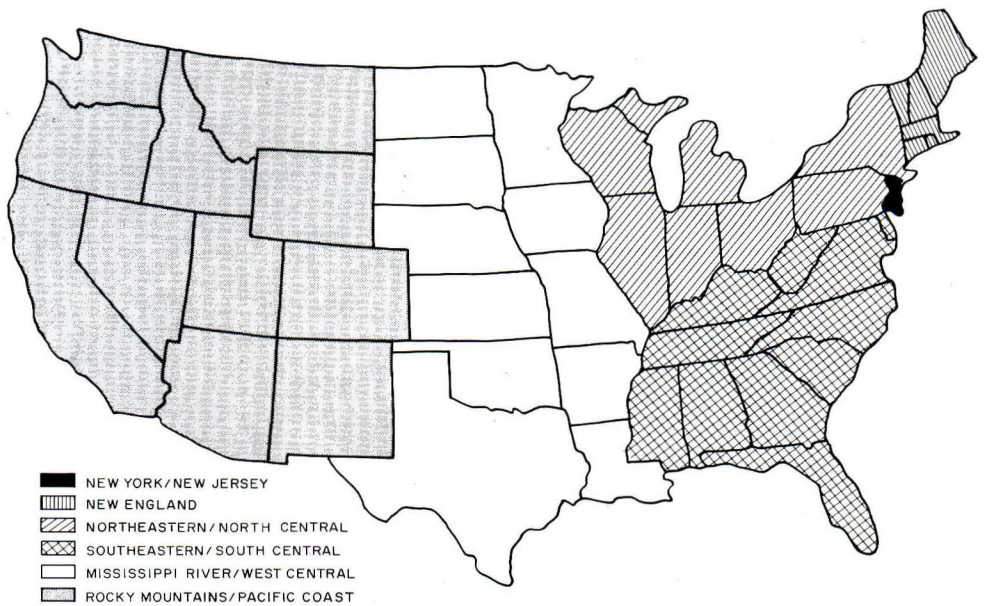 NEW YORK/NEW JERSEY
NEW ENGLAND
NORTHEASTERN/NORTH CENTRAL
SOUTHEASTERN/SOUTH CENTRAL
MISSISSIPPI RIVER/WEST CENTRAL
ROCKY MOUNTAINS/PACIFIC COAST